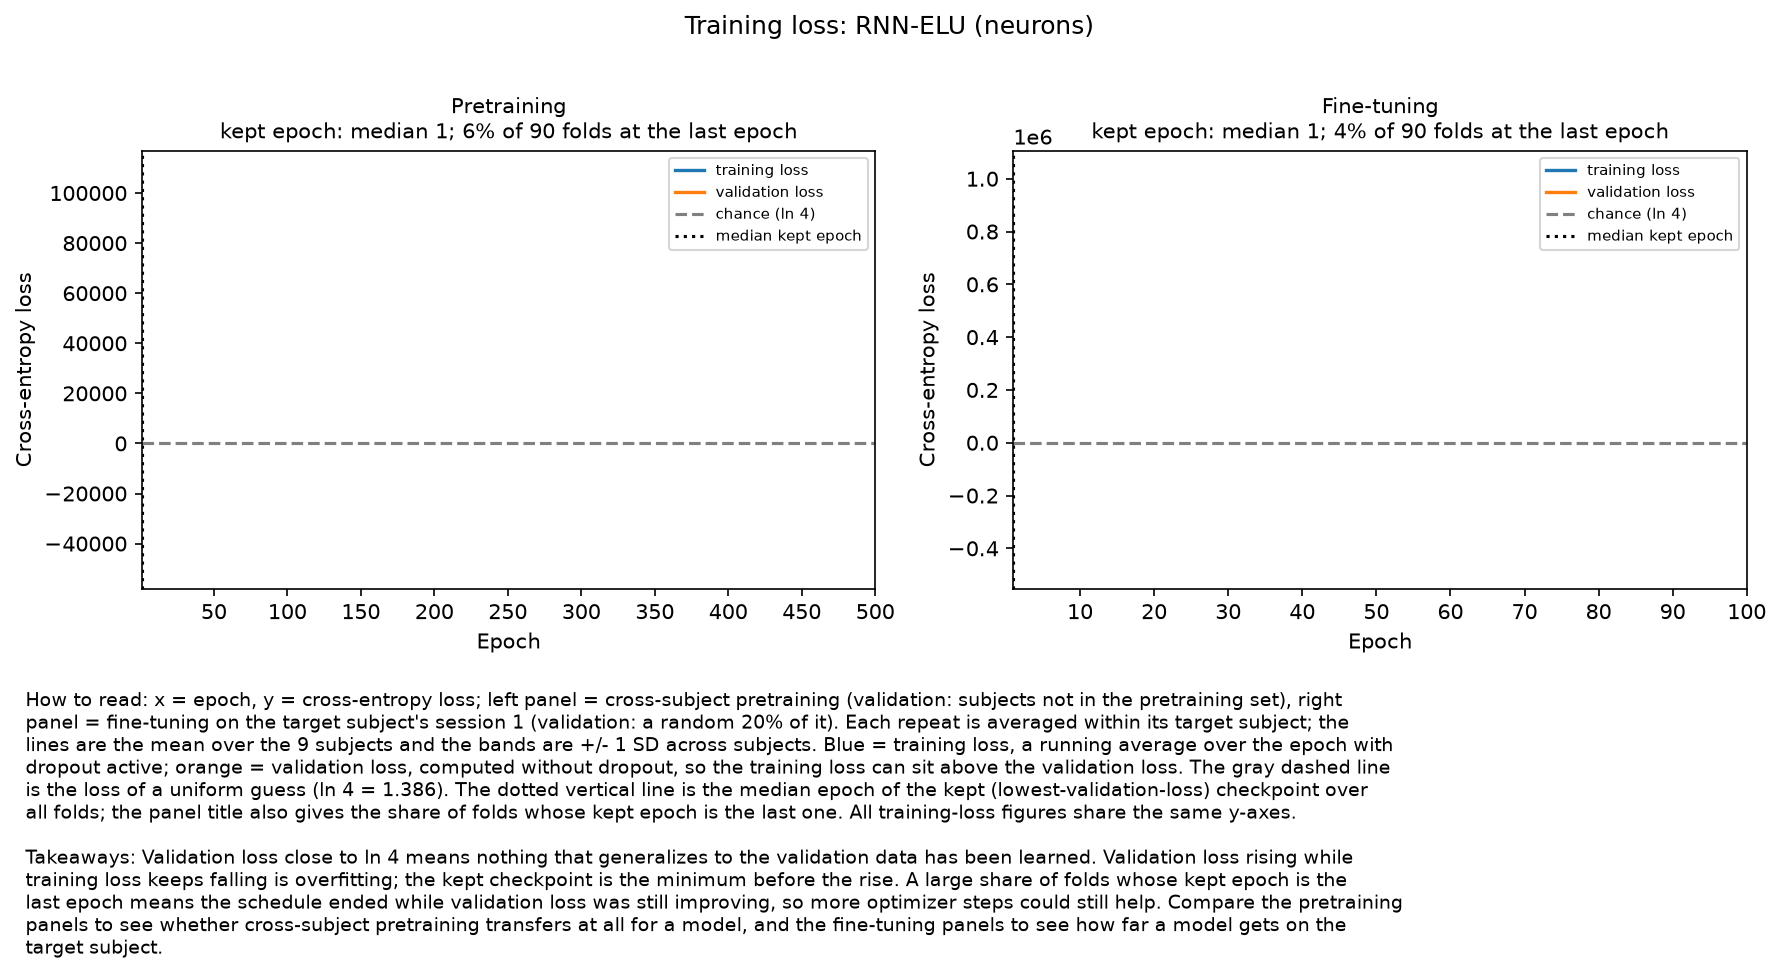 Training loss: RNN-ELU (neurons)
Pretraining
kept epoch: median 1; 6% of 90 folds at the last epoch
training loss
validation loss
chance (ln 4)
median kept epoch
100000
80000
60000
40000
20000
0
−20000
−40000
Cross-entropy loss
50 100 150 200 250 300 350 400 450 500
Epoch
Fine-tuning
kept epoch: median 1; 4% of 90 folds at the last epoch
1e6
training loss
validation loss
chance (ln 4)
median kept epoch
1.0
0.8
0.6
0.4
0.2
0.0
−0.2
−0.4
Cross-entropy loss
10 20 30 40 50 60 70 80 90 100
Epoch
How to read: x = epoch, y = cross-entropy loss; left panel = cross-subject pretraining (validation: subjects not in the pretraining set), right
panel = fine-tuning on the target subject's session 1 (validation: a random 20% of it). Each repeat is averaged within its target subject; the
lines are the mean over the 9 subjects and the bands are +/- 1 SD across subjects. Blue = training loss, a running average over the epoch with
dropout active; orange = validation loss, computed without dropout, so the training loss can sit above the validation loss. The gray dashed line
is the loss of a uniform guess (ln 4 = 1.386). The dotted vertical line is the median epoch of the kept (lowest-validation-loss) checkpoint over
all folds; the panel title also gives the share of folds whose kept epoch is the last one. All training-loss figures share the same y-axes.
Takeaways: Validation loss close to ln 4 means nothing that generalizes to the validation data has been learned. Validation loss rising while
training loss keeps falling is overfitting; the kept checkpoint is the minimum before the rise. A large share of folds whose kept epoch is the
last epoch means the schedule ended while validation loss was still improving, so more optimizer steps could still help. Compare the pretraining
panels to see whether cross-subject pretraining transfers at all for a model, and the fine-tuning panels to see how far a model gets on the
target subject.